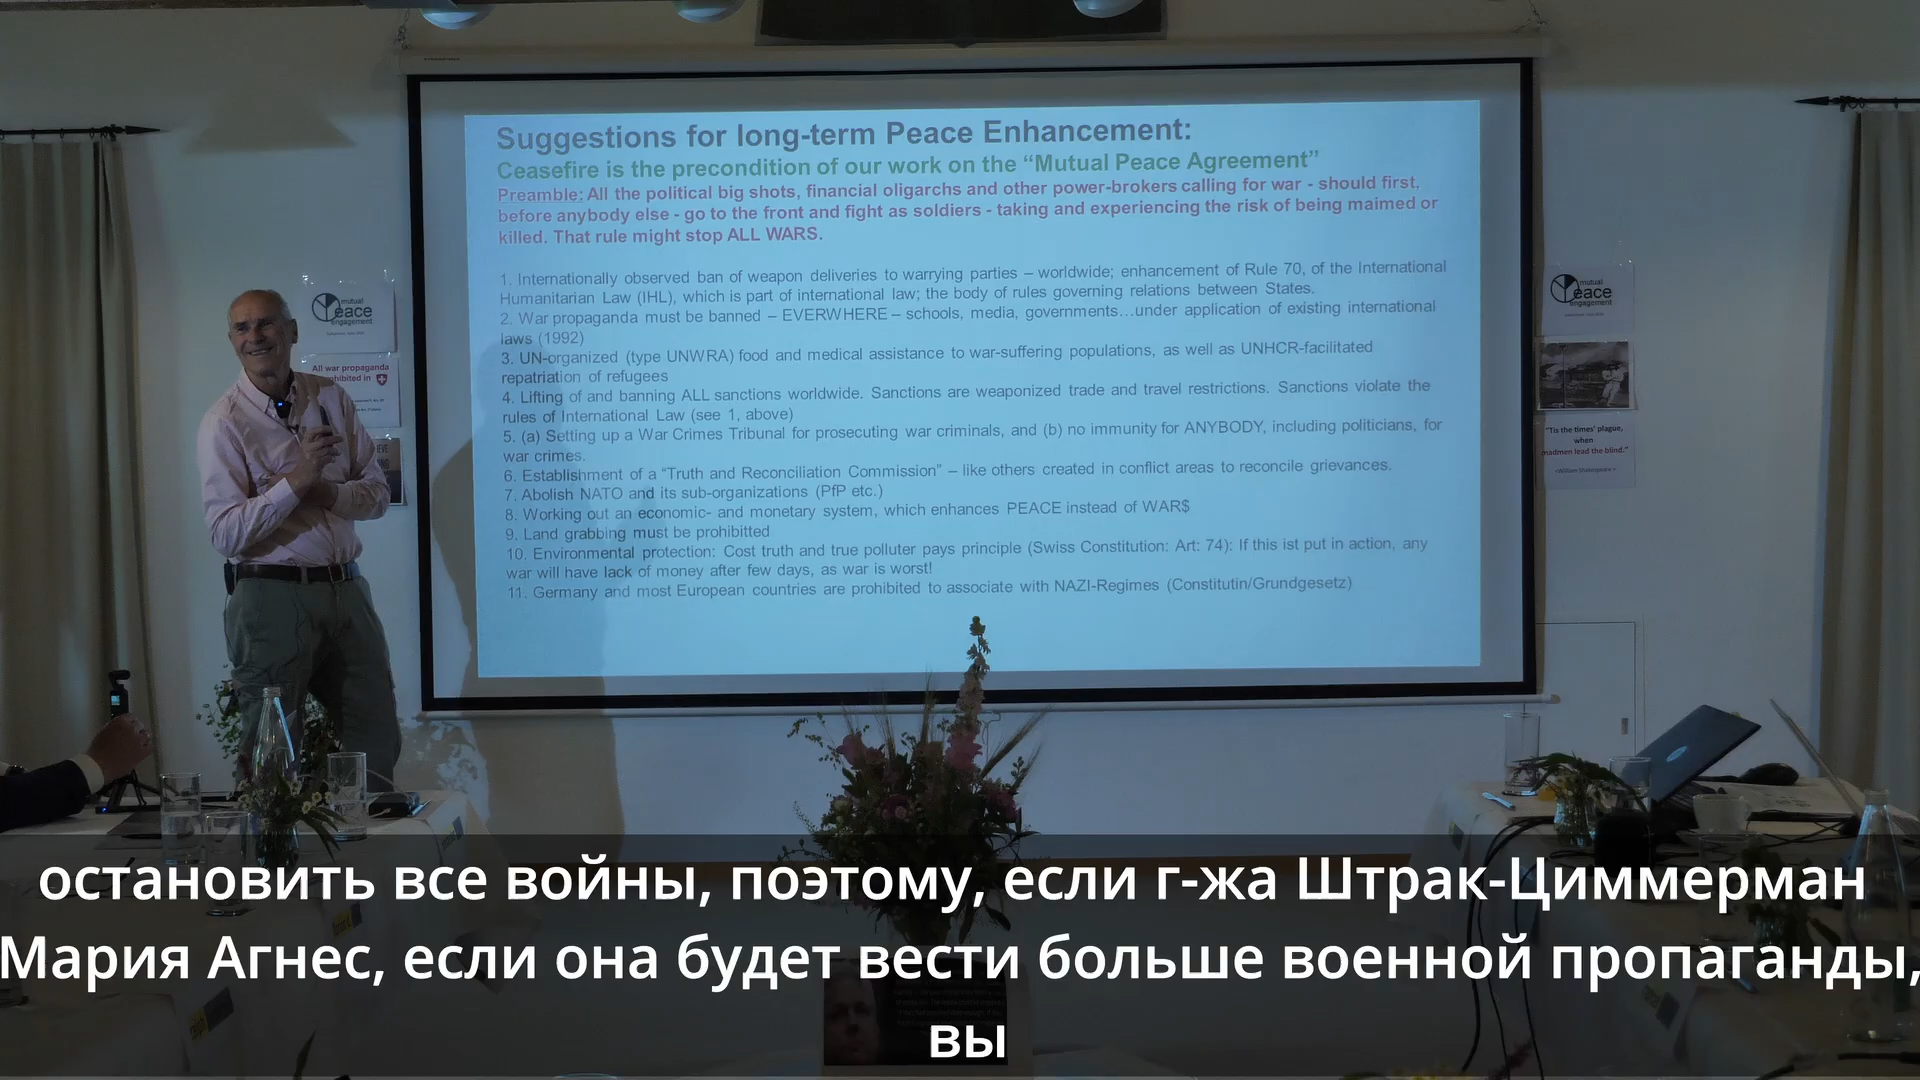 Suggestions for long-term Peace Enhancement:
Ceasefire is the precondition of our work on the “Mutual Peace Agreement”
Preamble: All the political big shots, financial oligarchs and other power-brokers calling for war - should first,
before anybody else - go to the front and fight as soldiers - taking and experiencing the risk of being maimed or
killed. That rule might stop ALL WARS.
1. Internationally observed ban of weapon deliveries to warrying parties – worldwide; enhancement of Rule 70, of the International
Humanitarian Law (IHL), which is part of international law; the body of rules governing relations between States.
2. War propaganda must be banned – EVERWHERE – schools, media, governments…under application of existing international
laws (1992)
3. UN-organized (type UNWRA) food and medical assistance to war-suffering populations, as well as UNHCR-facilitated
repatriation of refugees
4. Lifting of and banning ALL sanctions worldwide. Sanctions are weaponized trade and travel restrictions. Sanctions violate the
rules of International Law (see 1, above)
5. (a) Setting up a War Crimes Tribunal for prosecuting war criminals, and (b) no immunity for ANYBODY, including politicians, for
war crimes.
6. Establishment of a “Truth and Reconciliation Commission” – like others created in conflict areas to reconcile grievances.
7. Abolish NATO and its sub-organizations (PfP etc.)
8. Working out an economic- and monetary system, which enhances PEACE instead of WAR$
9. Land grabbing must be prohibitted
10. Environmental protection: Cost truth and true polluter pays principle (Swiss Constitution: Art: 74): If this ist put in action, any
war will have lack of money after few days, as war is worst!
11. Germany and most European countries are prohibited to associate with NAZI-Regimes (Constitutin/Grundgesetz)
mutual
Peace
engagement
All war propaganda
prohibited in
mutual
Peace
engagement
"Tis the times' plague,
when
madmen lead the blind."
<William Shakespeare>
остановить все войны, поэтому, если г-жа Штрак-Циммерман
Мария Агнес, если она будет вести больше военной пропаганды,
вы